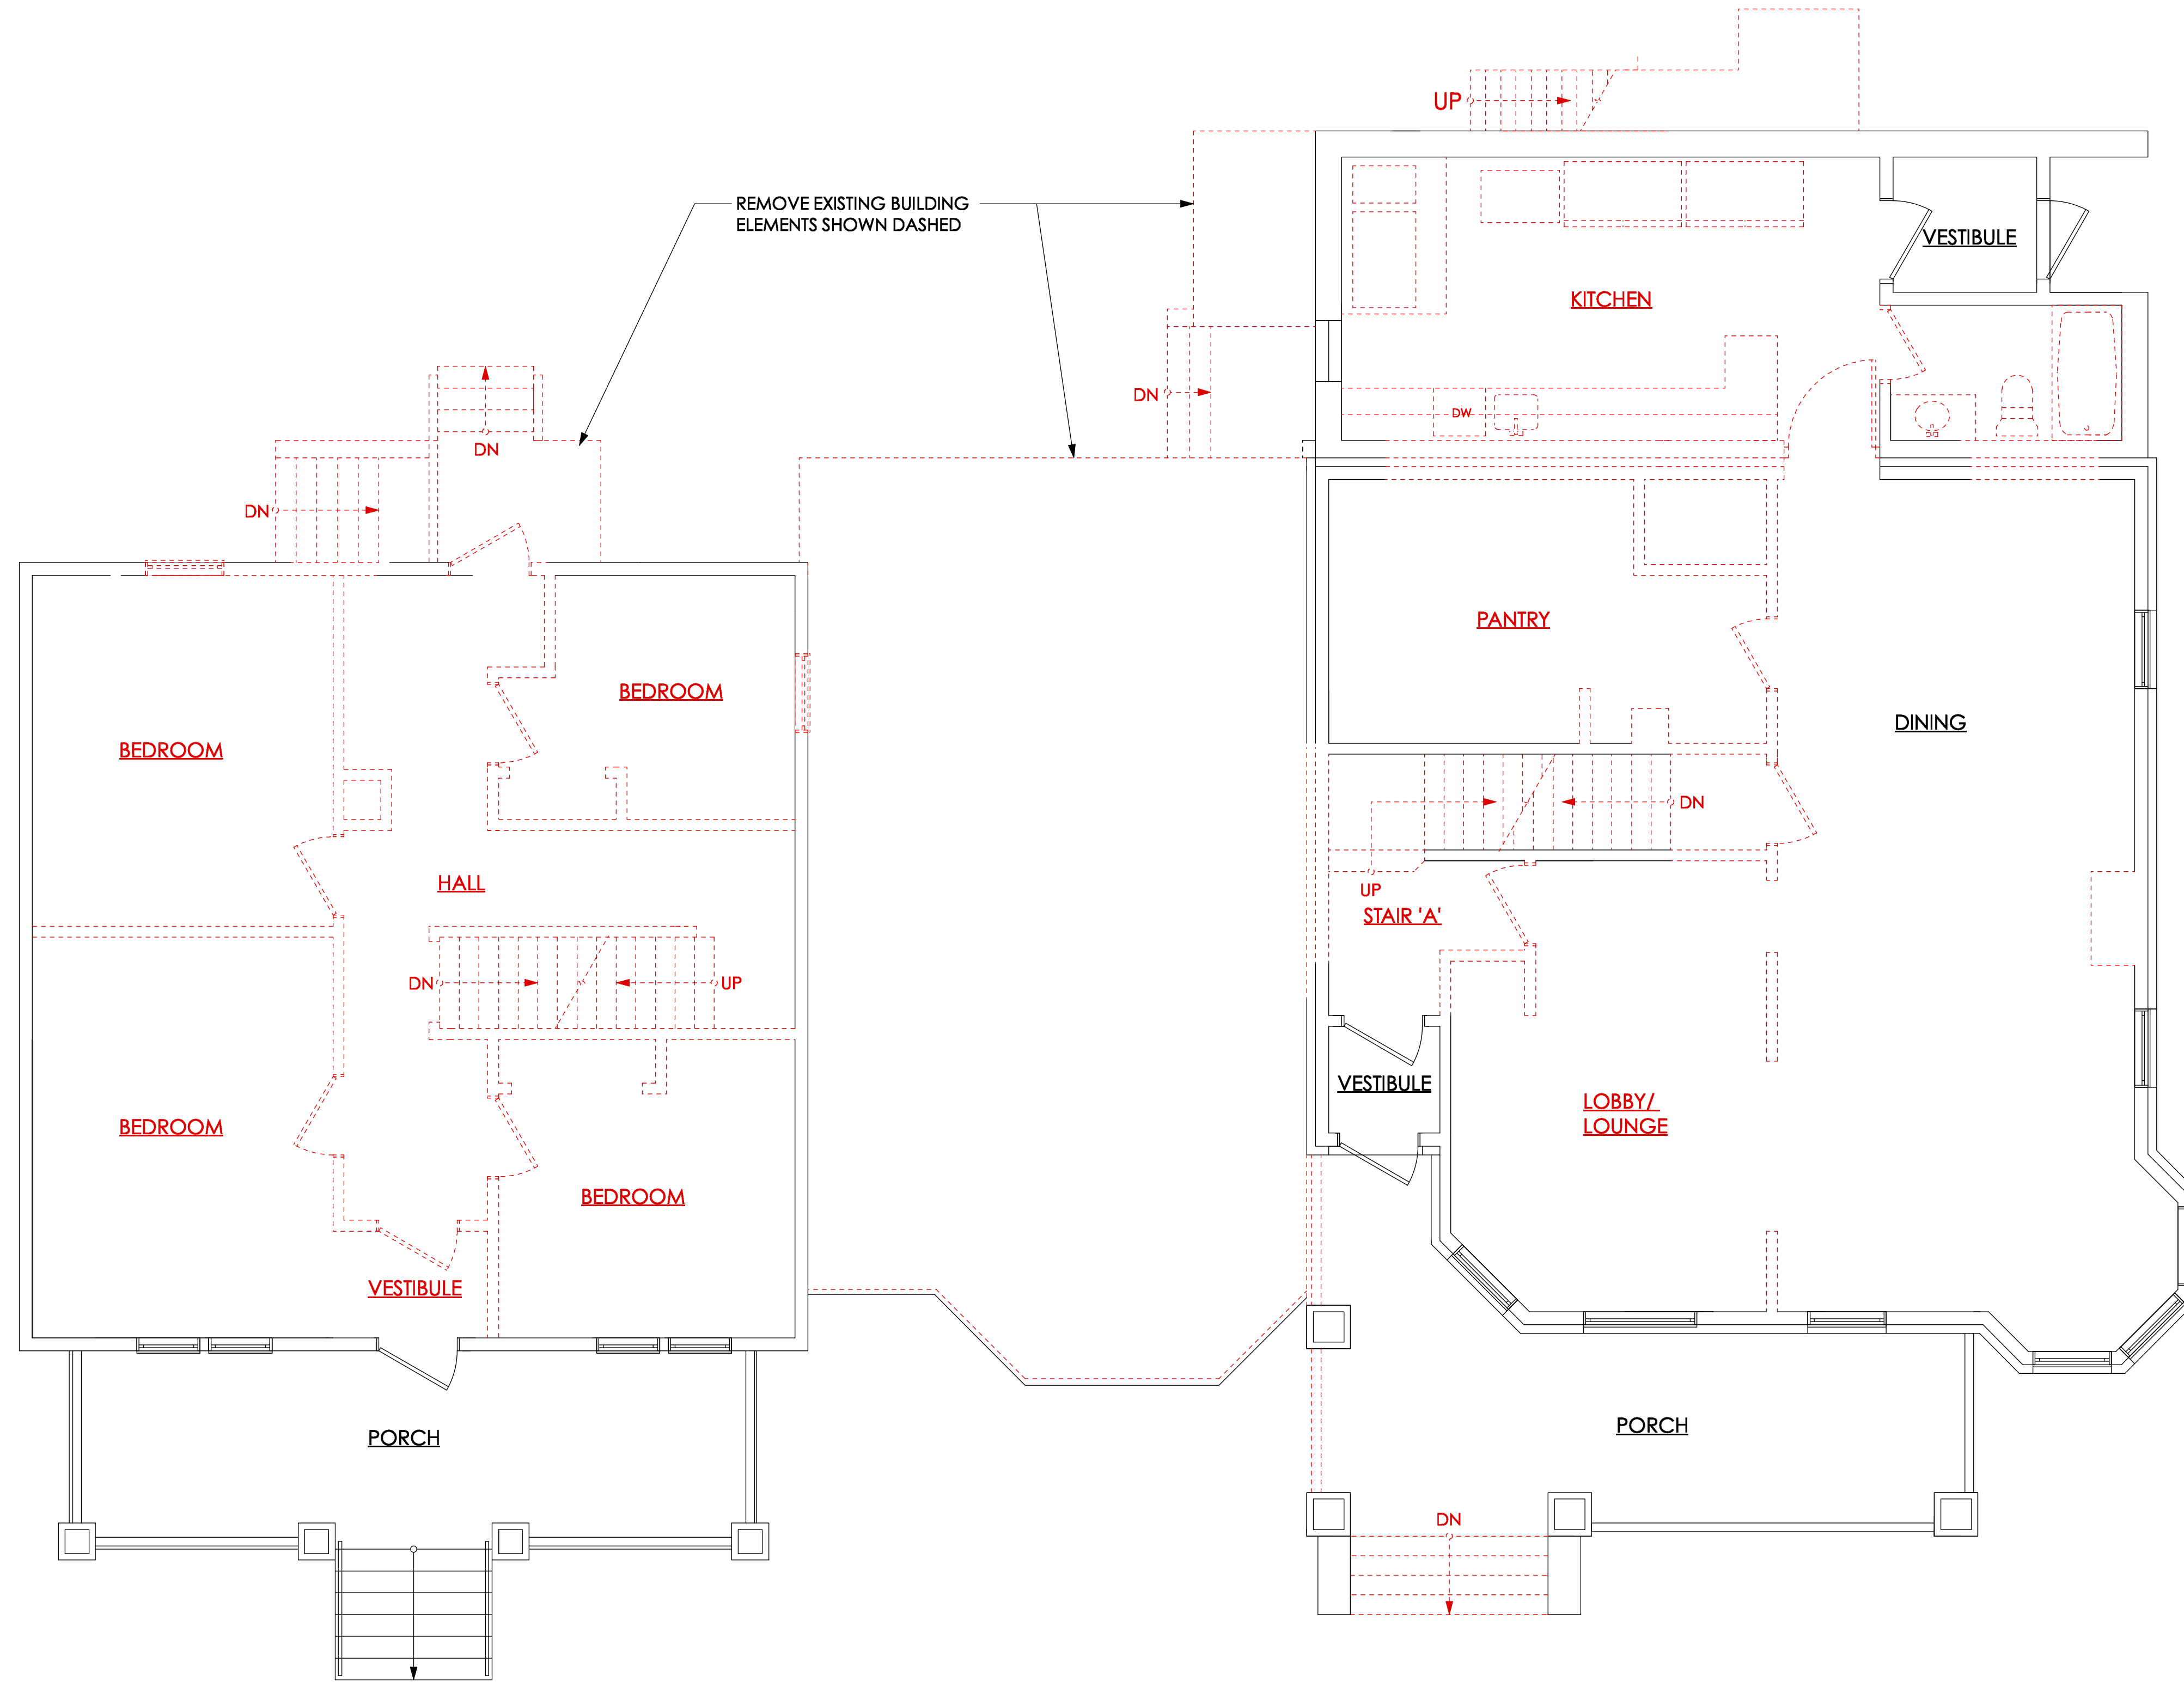 UP
REMOVE EXISTING BUILDING
ELEMENTS SHOWN DASHED
VESTIBULE
KITCHEN
DN
DW
DN
DN
PANTRY
BEDROOM
DINING
BEDROOM
DN
HALL
UP
STAIR 'A'
DN
UP
VESTIBULE
LOBBY/
LOUNGE
BEDROOM
BEDROOM
VESTIBULE
PORCH
PORCH
DN